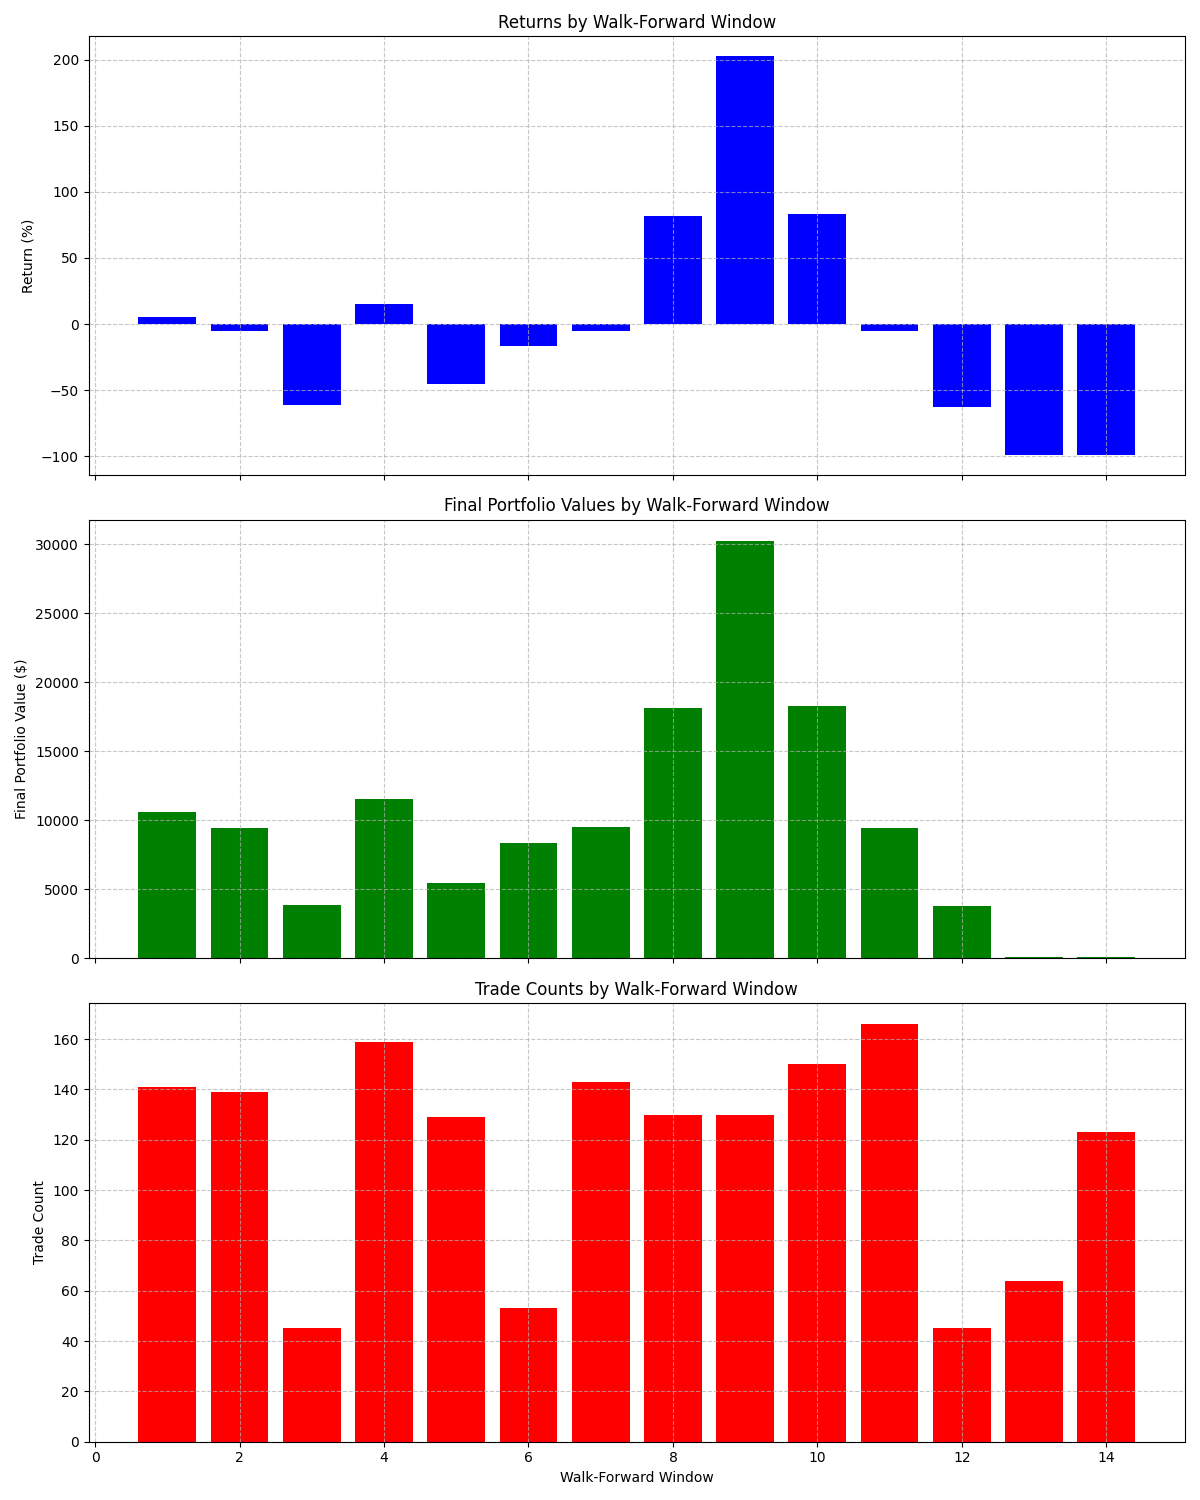 Returns by Walk-Forward Window
200
150
100
50
0
−50
−100
Return (%)
Final Portfolio Values by Walk-Forward Window
30000
25000
20000
15000
10000
5000
0
Final Portfolio Value ($)
Trade Counts by Walk-Forward Window
160
140
120
100
80
60
40
20
0
Trade Count
0 2 4 6 8 10 12 14
Walk-Forward Window